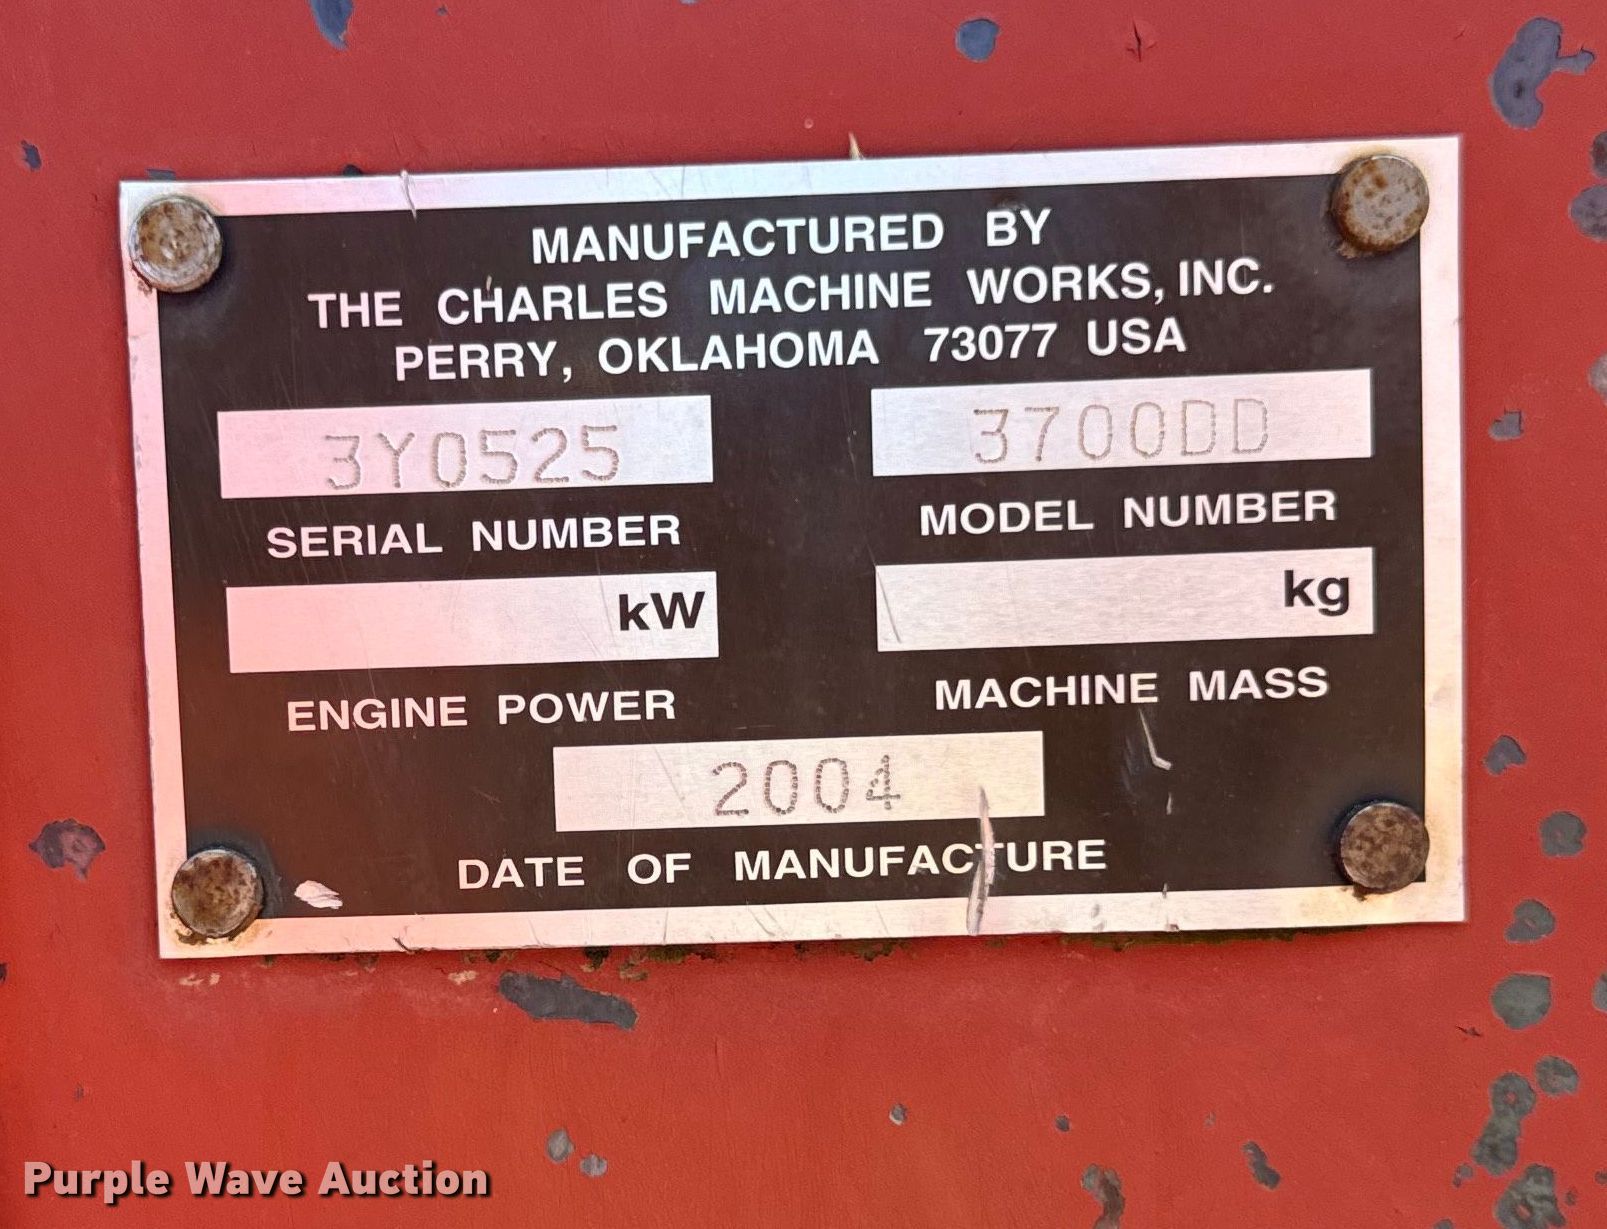 MANUFACTURED BY
THE CHARLES MACHINE WORKS, INC.
PERRY, OKLAHOMA 73077 USA
3Y0525 3700DD
SERIAL NUMBER MODEL NUMBER
kW kg
ENGINE POWER MACHINE MASS
2004
DATE OF MANUFACTURE
Purple Wave Auction